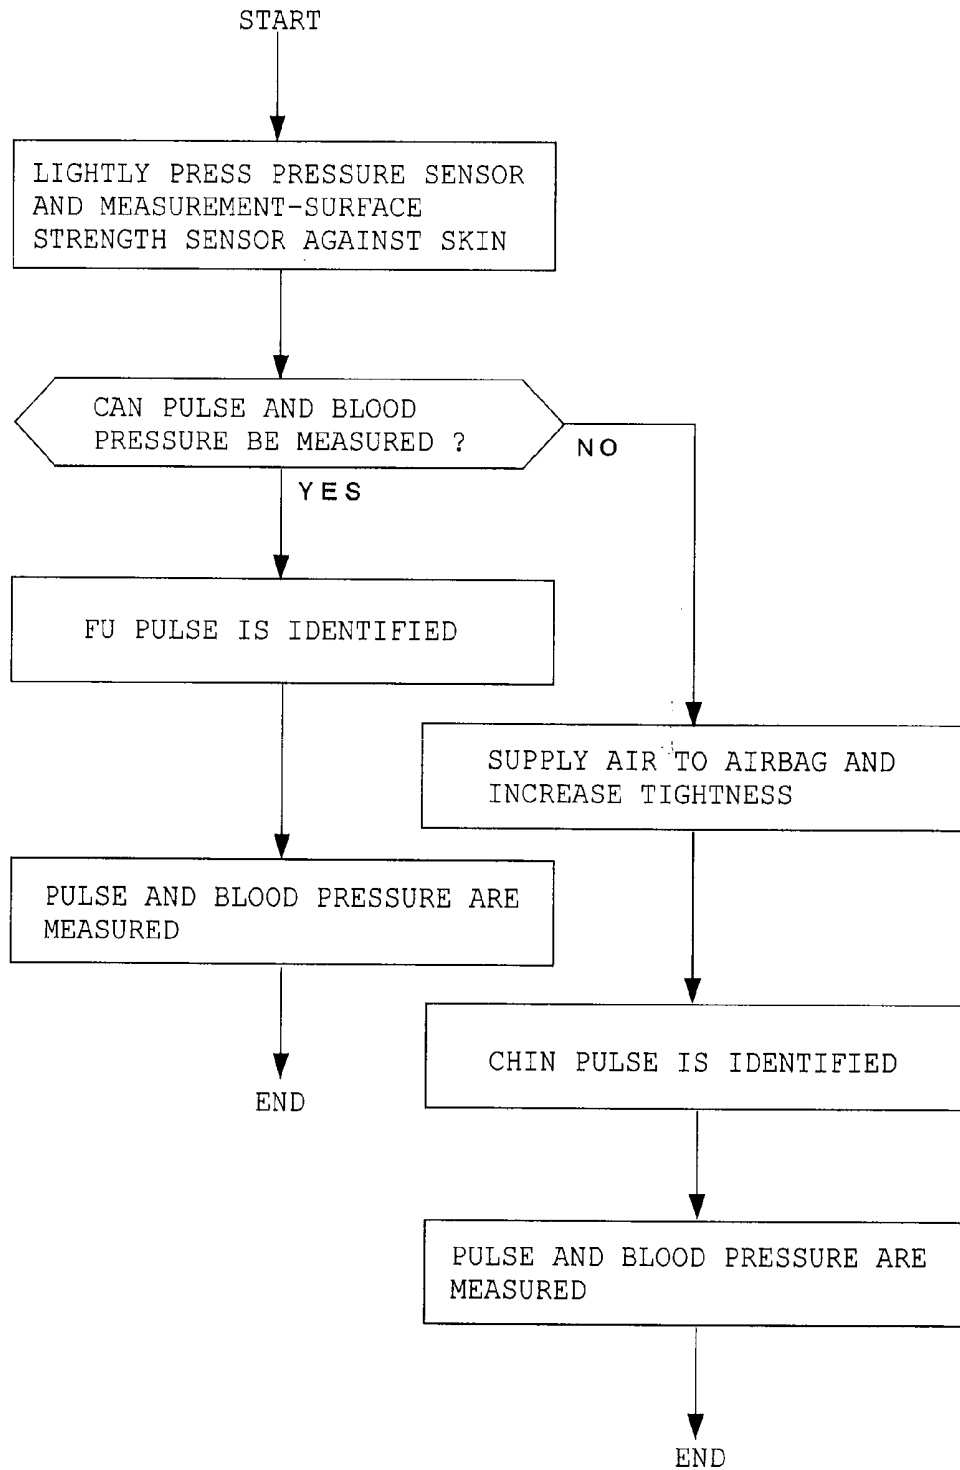 START
LIGHTLY PRESS PRESSURE SENSOR
AND MEASUREMENT-SURFACE
STRENGTH SENSOR AGAINST SKIN
CAN PULSE AND BLOOD
PRESSURE BE MEASURED ?
NO
YES
FU PULSE IS IDENTIFIED
SUPPLY AIR TO AIRBAG AND
INCREASE TIGHTNESS
PULSE AND BLOOD PRESSURE ARE
MEASURED
CHIN PULSE IS IDENTIFIED
END
PULSE AND BLOOD PRESSURE ARE
MEASURED
END